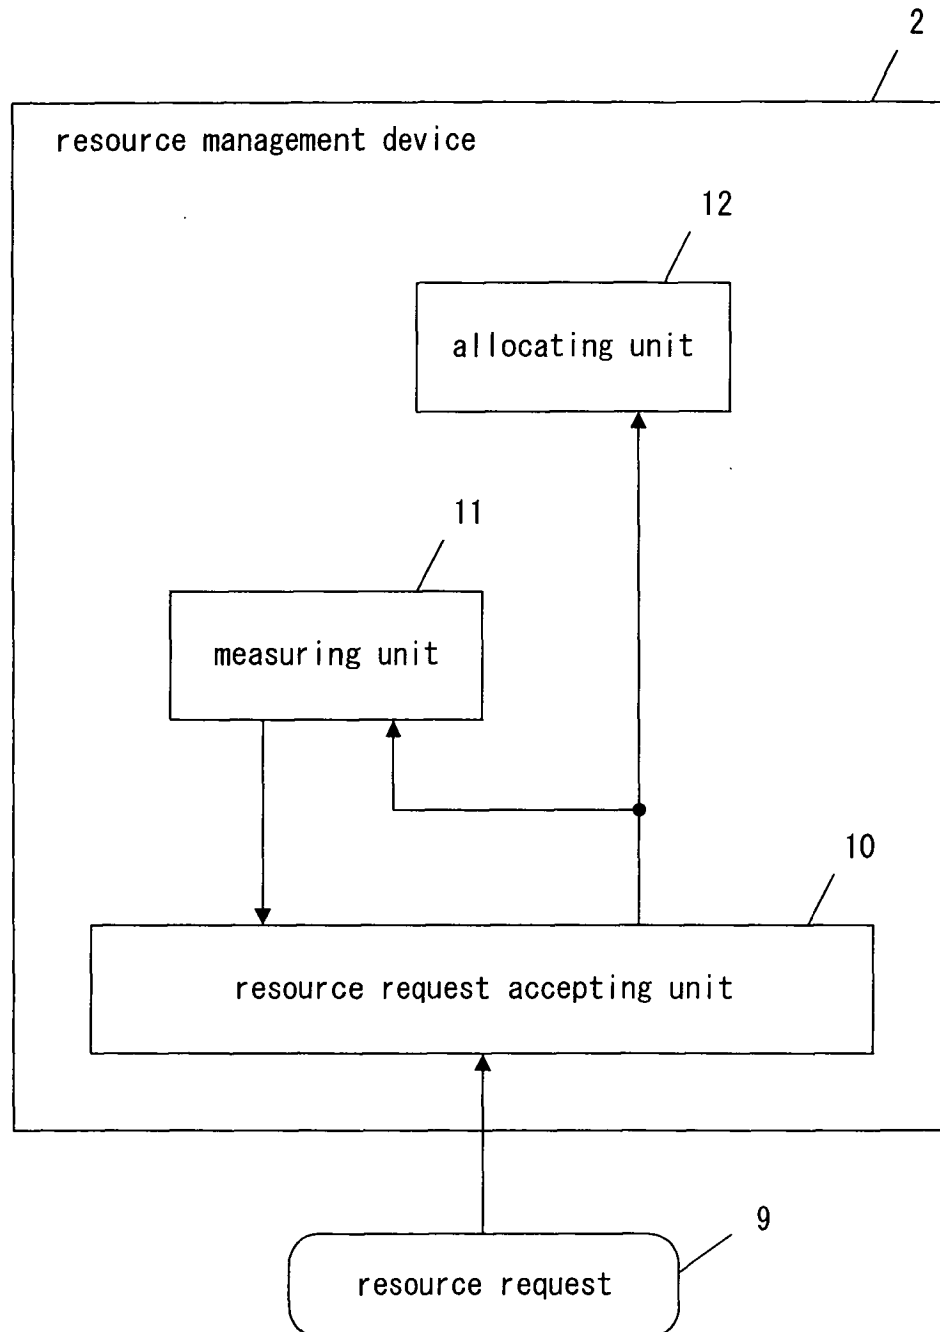 2
resource management device
12
allocating unit
11
measuring unit
10
resource request accepting unit
9
resource request